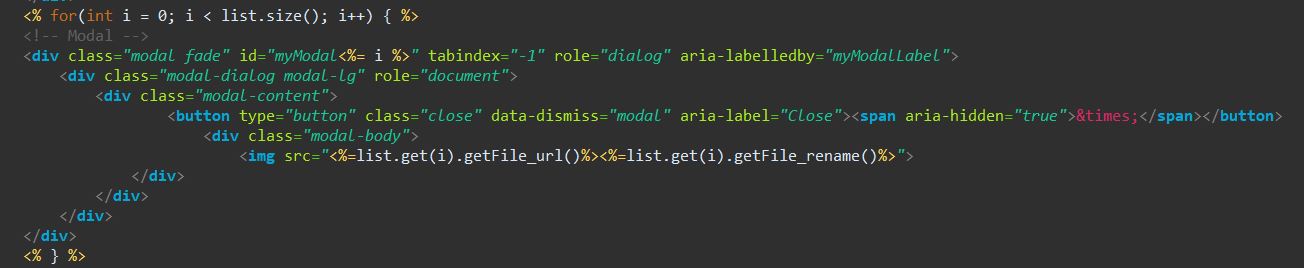 <% for(int i = 0; i < list.size(); i++) { %>
<!-- Modal -->
<div class="modal fade" id="myModal<%= i %>" tabindex="-1" role="dialog" aria-labelledby="myModalLabel">
<div class="modal-dialog modal-lg" role="document">
<div class="modal-content">
<button type="button" class="close" data-dismiss="modal" aria-label="Close"><span aria-hidden="true">&times;</span></button>
<div class="modal-body">
<img src="<%=list.get(i).getFile_url()%><%=list.get(i).getFile_rename()%>">
</div>
</div>
</div>
</div>
<% } %>